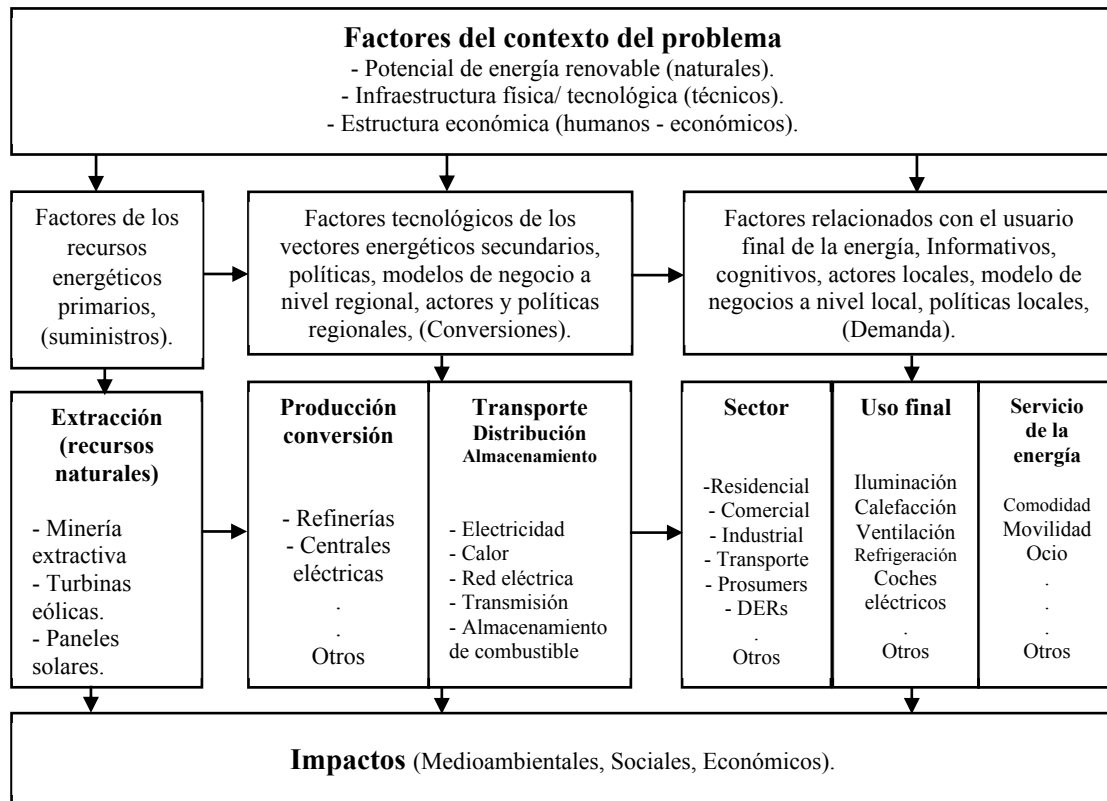 Factores del contexto del problema
- Potencial de energía renovable (naturales).
- Infraestructura física/ tecnológica (técnicos).
- Estructura económica (humanos - económicos).
Factores de los
recursos
energéticos
primarios,
(suministros).
Factores tecnológicos de los
vectores energéticos secundarios,
políticas, modelos de negocio a
nivel regional, actores y políticas
regionales, (Conversiones).
Factores relacionados con el usuario
final de la energía, Informativos,
cognitivos, actores locales, modelo de
negocios a nivel local, políticas locales,
(Demanda).
Extracción
(recursos
naturales)
- Minería
extractiva
- Turbinas
eólicas.
- Paneles
solares.
Producción
conversión
- Refinerías
- Centrales
eléctricas
.
.
Otros
Transporte
Distribución
Almacenamiento
- Electricidad
- Calor
- Red eléctrica
- Transmisión
- Almacenamiento
de combustible
Sector
-Residencial
- Comercial
- Industrial
- Transporte
- Prosumers
- DERs
.
Otros
Uso final
Iluminación
Calefacción
Ventilación
Refrigeración
Coches
eléctricos
.
Otros
Servicio
de la
energía
Comodidad
Movilidad
Ocio
.
.
.
Otros
Impactos (Medioambientales, Sociales, Económicos).